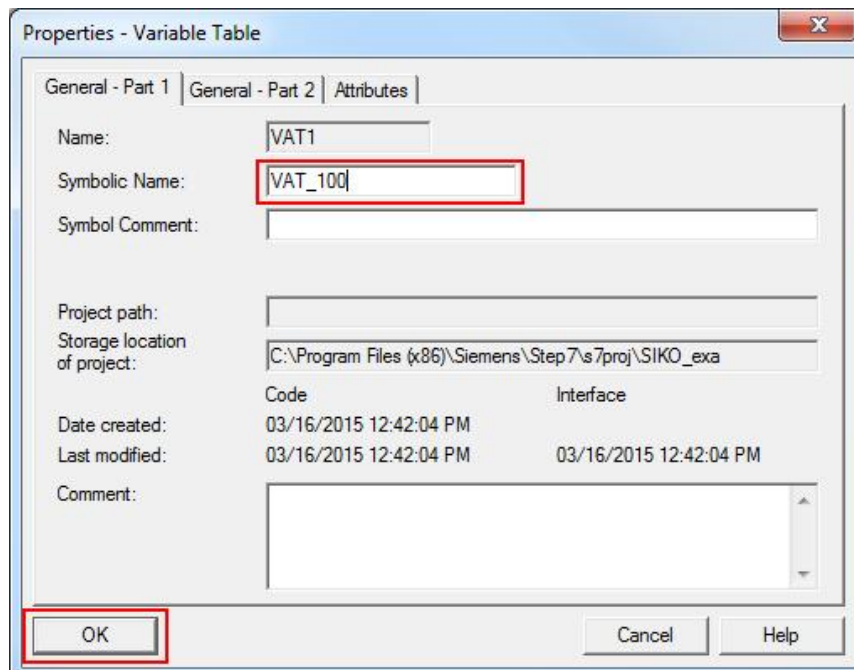 Properties - Variable Table
General - Part 1 General - Part 2 Attributes
Name: VAT1
Symbolic Name: VAT_100
Symbol Comment:
Project path:
Storage location
of project: C:\Program Files (x86)\Siemens\Step7\s7proj\SIKO_exa
Code Interface
Date created: 03/16/2015 12:42:04 PM
Last modified: 03/16/2015 12:42:04 PM 03/16/2015 12:42:04 PM
Comment:
OK Cancel Help